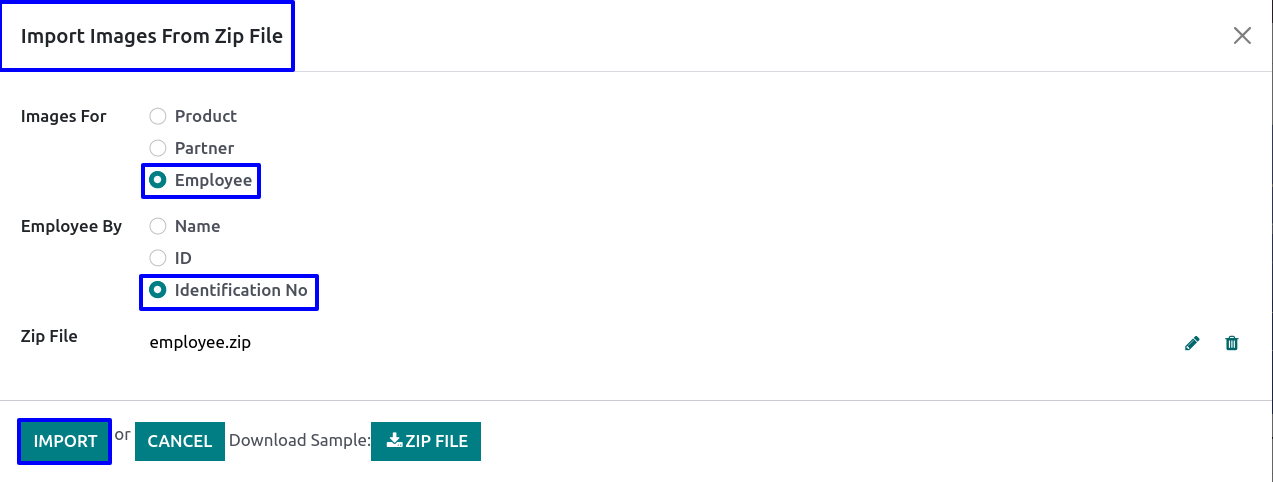 Import Images From Zip File
Images For
Product
Partner
Employee
Employee By
Name
ID
Identification No
Zip File
employee.zip
IMPORT or CANCEL Download Sample: ZIP FILE